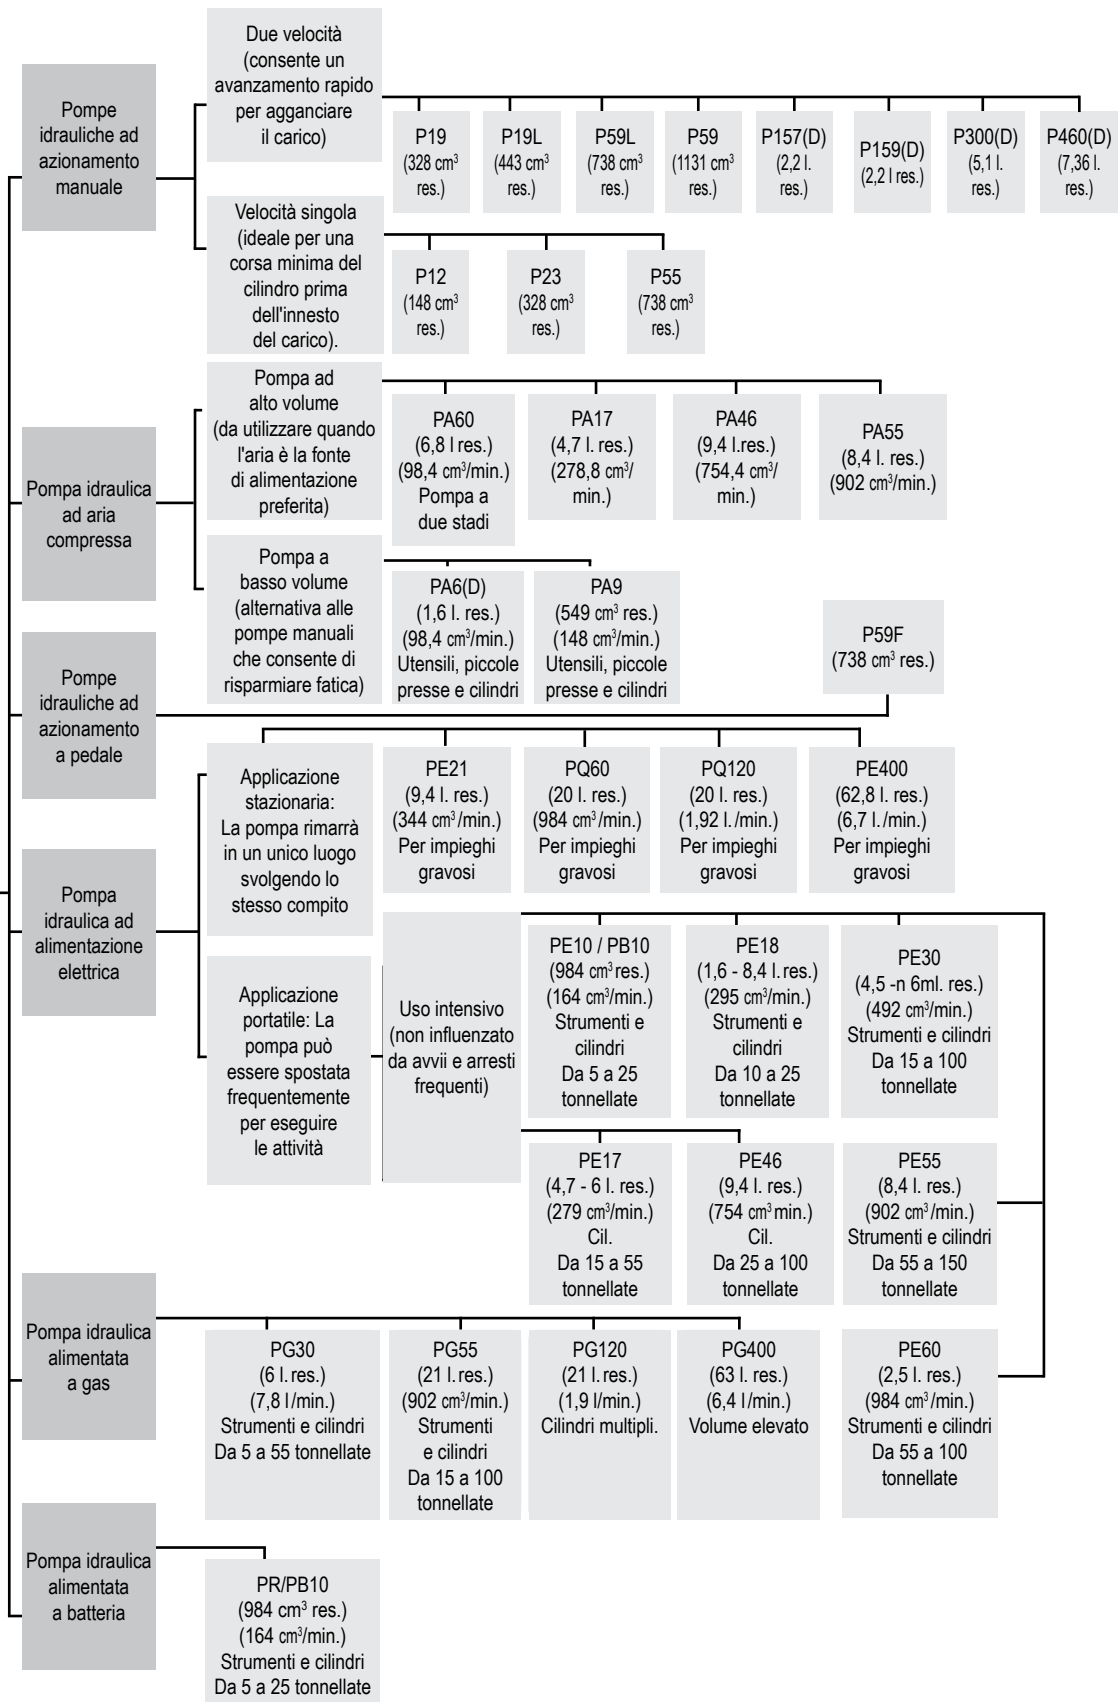 Pompe
idrauliche ad
azionamento
manuale
Due velocità
(consente un
avanzamento rapido
per agganciare
il carico)
P19
(328 cm³
res.)
P19L
(443 cm³
res.)
P59L
(738 cm³
res.)
P59
(1131 cm³
res.)
P157(D)
(2,2 l.
res.)
P159(D)
(2,2 l res.)
P300(D)
(5,1 l.
res.)
P460(D)
(7,36 l.
res.)
Velocità singola
(ideale per una
corsa minima del
cilindro prima
dell'innesto
del carico).
P12
(148 cm³
res.)
P23
(328 cm³
res.)
P55
(738 cm³
res.)
Pompa idraulica
ad aria
compressa
Pompa ad
alto volume
(da utilizzare quando
l'aria è la fonte
di alimentazione
preferita)
PA60
(6,8 l res.)
(98,4 cm³/min.)
Pompa a
due stadi
PA17
(4,7 l. res.)
(278,8 cm³/
min.)
PA46
(9,4 l.res.)
(754,4 cm³/
min.)
PA55
(8,4 l. res.)
(902 cm³/min.)
Pompa a
basso volume
(alternativa alle
pompe manuali
che consente di
risparmiare fatica)
PA6(D)
(1,6 l. res.)
(98,4 cm³/min.)
Utensili, piccole
presse e cilindri
PA9
(549 cm³ res.)
(148 cm³/min.)
Utensili, piccole
presse e cilindri
Pompe
idrauliche ad
azionamento
a pedale
P59F
(738 cm³ res.)
Pompa
idraulica ad
alimentazione
elettrica
Applicazione
stazionaria:
La pompa rimarrà
in un unico luogo
svolgendo lo
stesso compito
PE21
(9,4 l. res.)
(344 cm³/min.)
Per impieghi
gravosi
PQ60
(20 l. res.)
(984 cm³/min.)
Per impieghi
gravosi
PQ120
(20 l. res.)
(1,92 l./min.)
Per impieghi
gravosi
PE400
(62,8 l. res.)
(6,7 l./min.)
Per impieghi
gravosi
Applicazione
portatile: La
pompa può
essere spostata
frequentemente
per eseguire
le attività
Uso intensivo
(non influenzato
da avvii e arresti
frequenti)
PE10 / PB10
(984 cm³ res.)
(164 cm³/min.)
Strumenti e
cilindri
Da 5 a 25
tonnellate
PE18
(1,6 - 8,4 l. res.)
(295 cm³/min.)
Strumenti e
cilindri
Da 10 a 25
tonnellate
PE30
(4,5 -n 6ml. res.)
(492 cm³/min.)
Strumenti e cilindri
Da 15 a 100
tonnellate
PE17
(4,7 - 6 l. res.)
(279 cm³/min.)
Cil.
Da 15 a 55
tonnellate
PE46
(9,4 l. res.)
(754 cm³ min.)
Cil.
Da 25 a 100
tonnellate
PE55
(8,4 l. res.)
(902 cm³/min.)
Strumenti e cilindri
Da 55 a 150
tonnellate
PE60
(2,5 l. res.)
(984 cm³/min.)
Strumenti e cilindri
Da 55 a 100
tonnellate
Pompa idraulica
alimentata
a gas
PG30
(6 l. res.)
(7,8 l/min.)
Strumenti e cilindri
Da 5 a 55 tonnellate
PG55
(21 l. res.)
(902 cm³/min.)
Strumenti
e cilindri
Da 15 a 100
tonnellate
PG120
(21 l. res.)
(1,9 l/min.)
Cilindri multipli.
PG400
(63 l. res.)
(6,4 l/min.)
Volume elevato
Pompa idraulica
alimentata
a batteria
PR/PB10
(984 cm³ res.)
(164 cm³/min.)
Strumenti e cilindri
Da 5 a 25 tonnellate